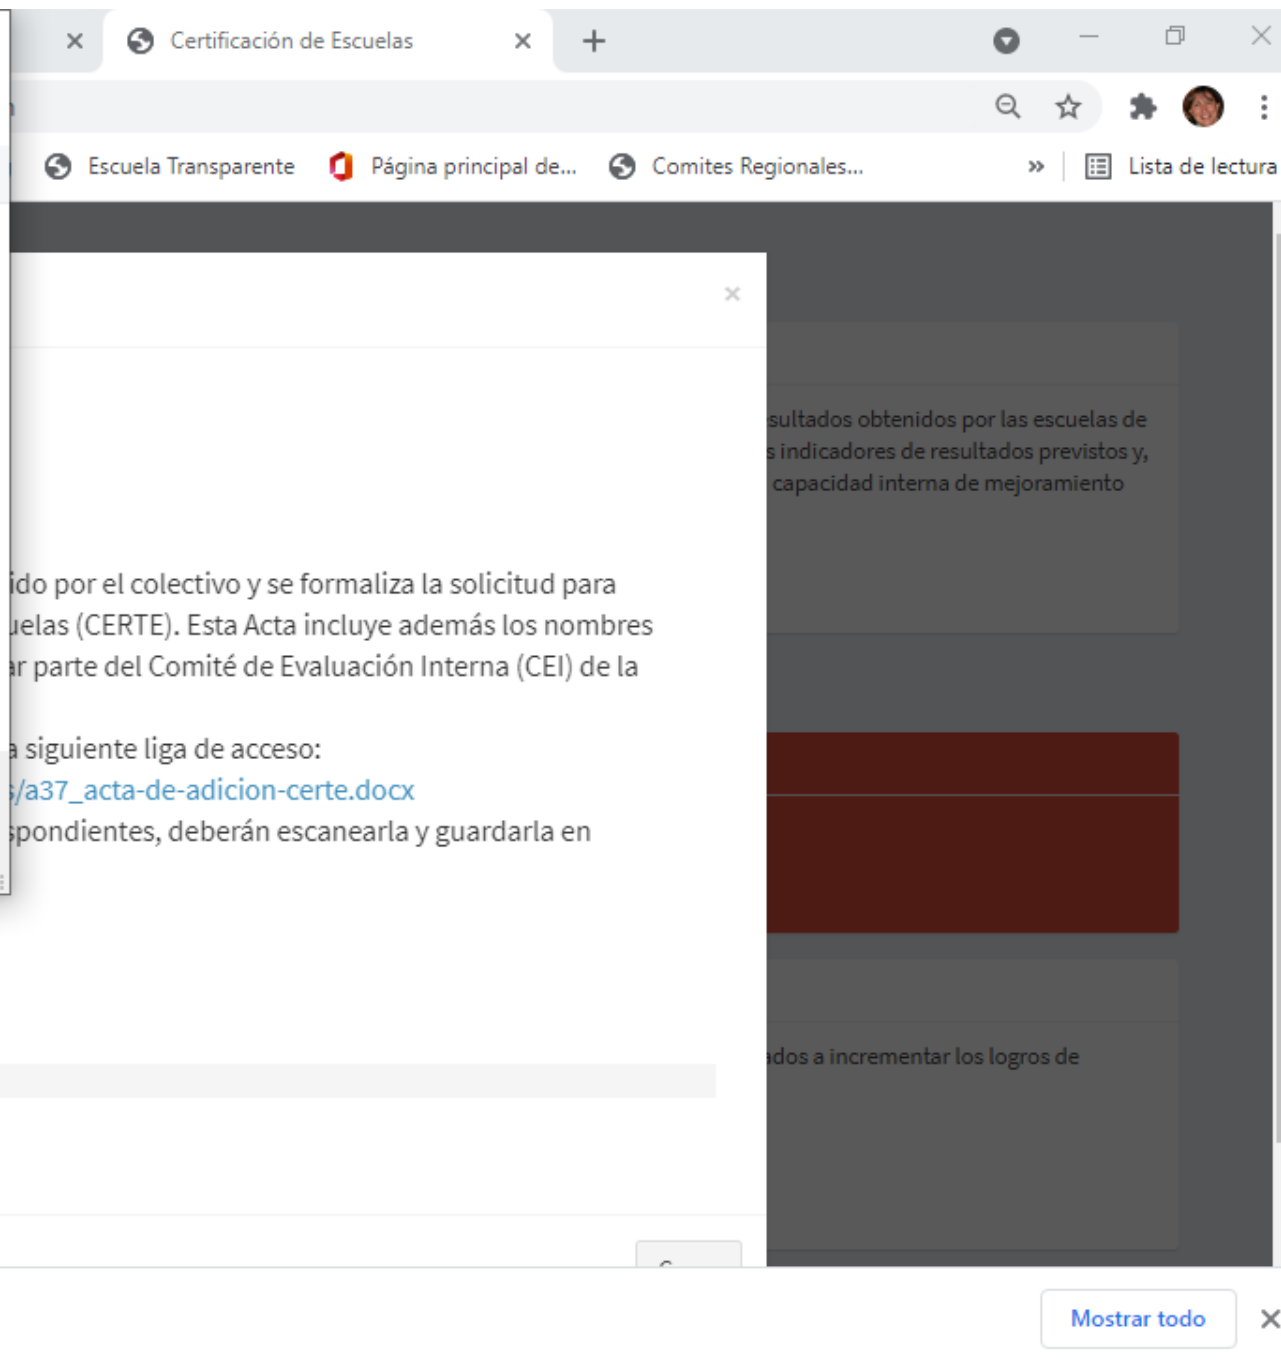 Certificación de Escuelas
Escuela Transparente
Página principal de...
Comites Regionales...
»
Lista de lectura
sultados obtenidos por las escuelas de
s indicadores de resultados previstos y,
capacidad interna de mejoramiento
ido por el colectivo y se formaliza la solicitud para
uelas (CERTE). Esta Acta incluye además los nombres
ar parte del Comité de Evaluación Interna (CEI) de la
a siguiente liga de acceso:
s/a37_acta-de-adicion-certe.docx
spondientes, deberán escanearla y guardarla en
ados a incrementar los logros de
Mostrar todo